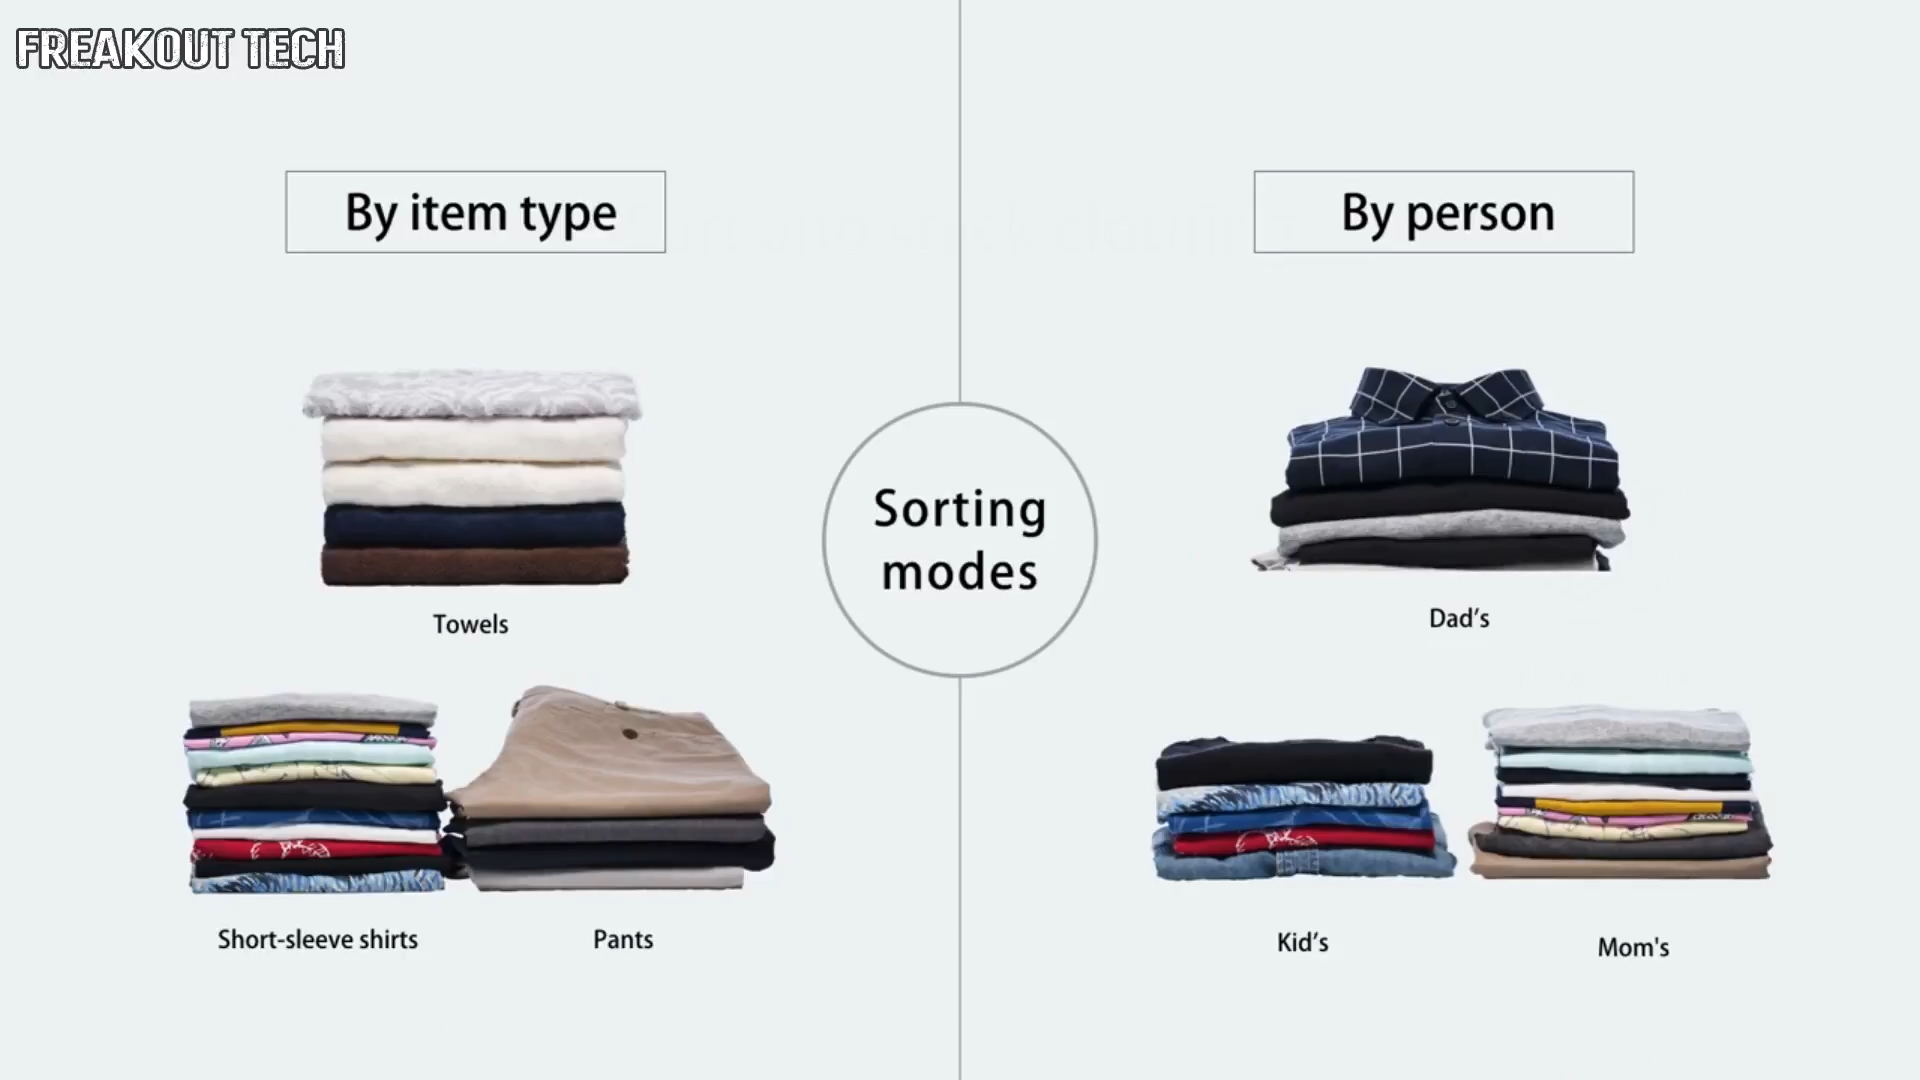 FREAKOUT TECH
By item type
By person
Sorting
modes
Towels
Dad’s
Short-sleeve shirts
Pants
Kid’s
Mom's